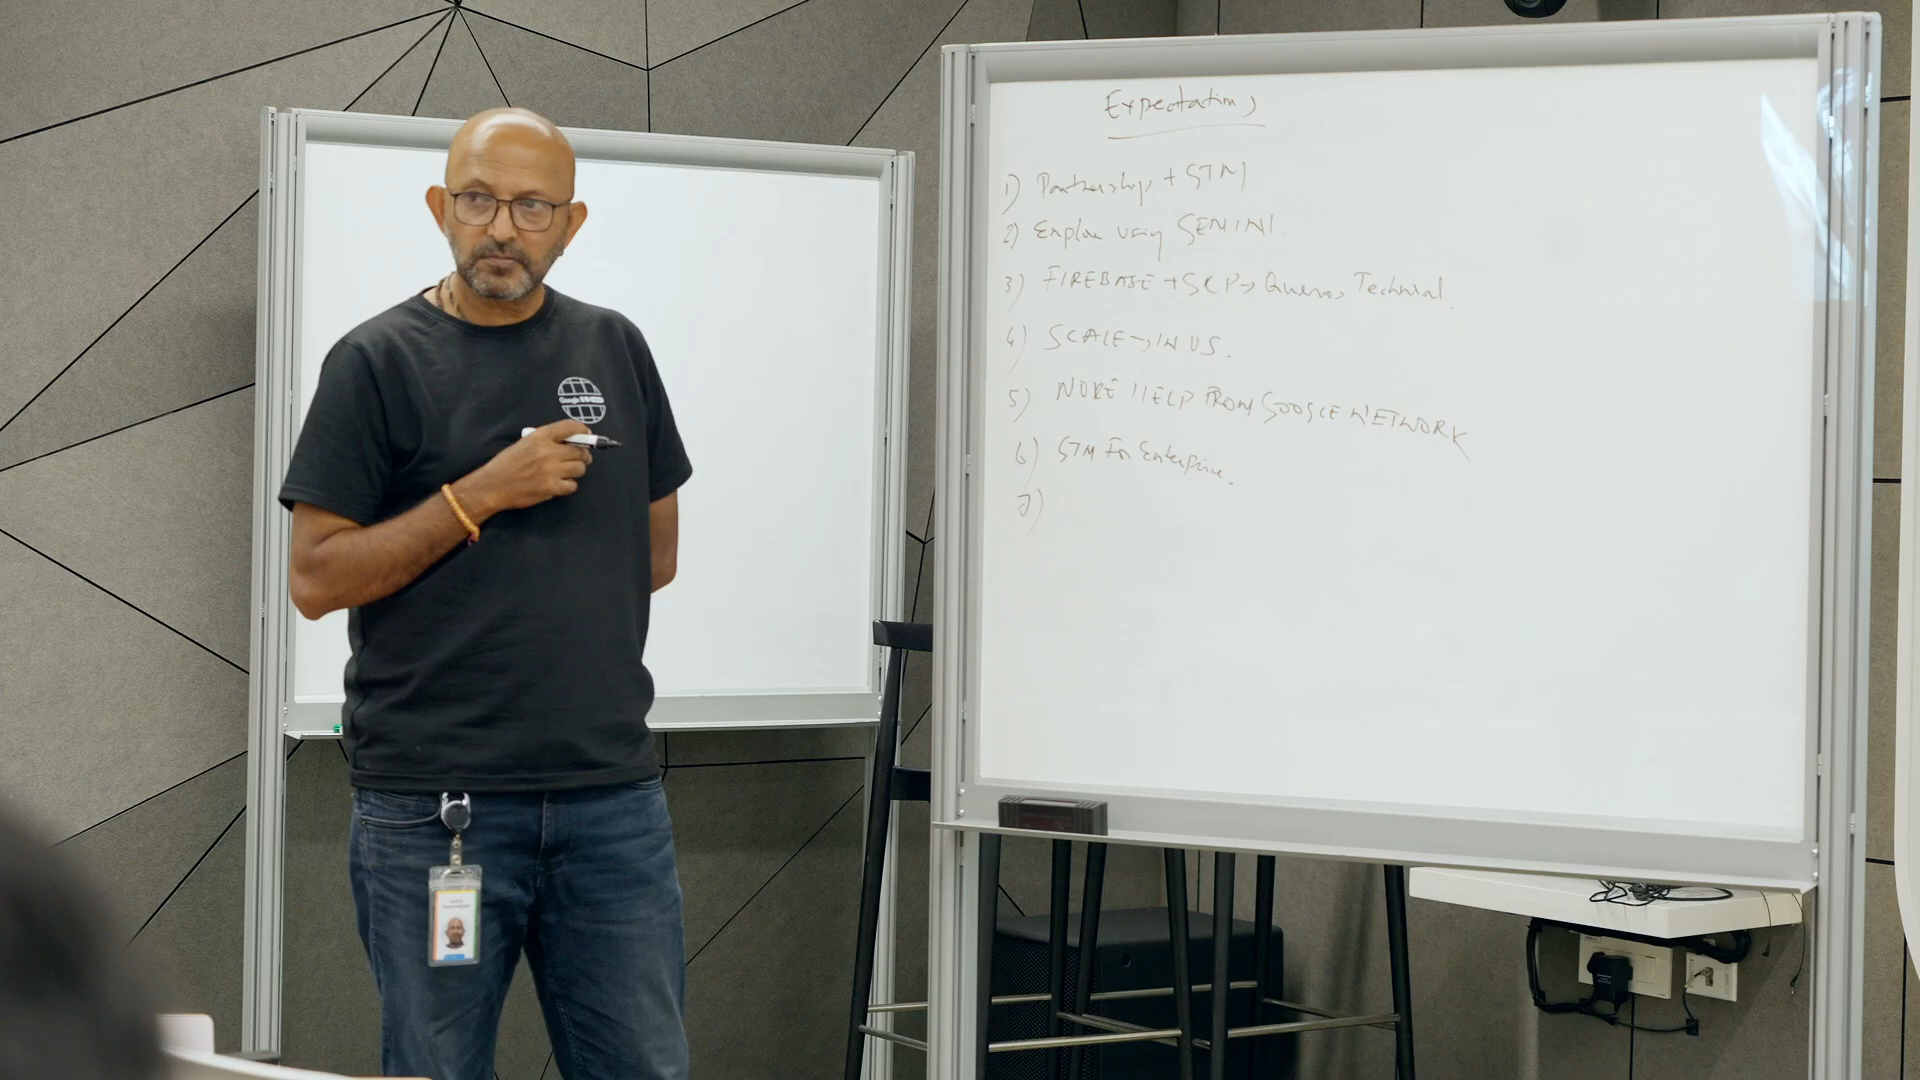 Expectations
1) Partnerships + GTM
2) Explore using GEMINI.
3) FIREBASE + GCP → Queries, Technical.
4) SCALE → IN US.
5) MORE HELP FROM GOOGLE NETWORK
6) GTM For Enterprise.
7)
Google